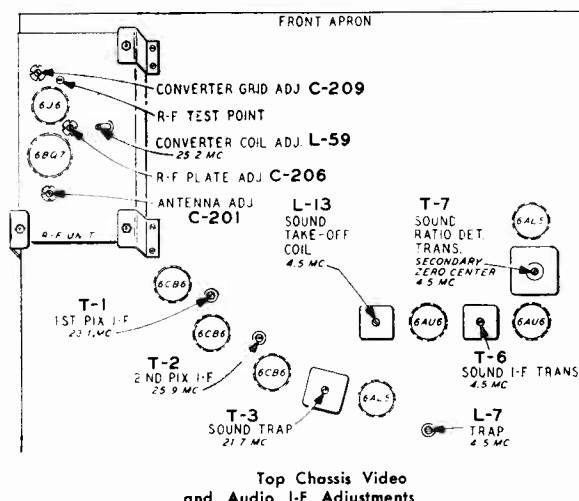 FRONT APRON
CONVERTER GRID ADJ C-209
R-F TEST POINT
6J6
CONVERTER COIL ADJ. L-59
25.2 MC
6BQ7
R-F PLATE ADJ C-206
ANTENNA ADJ
C-201
R-F UNIT
L-13
SOUND
TAKE-OFF
COIL
4.5 MC
T-7
SOUND
RATIO DET.
TRANS.
SECONDARY
ZERO CENTER
4.5 MC
6AL5
6CB6
T-1
1ST PIX I-F
23.1 MC
6CB6
6AU6
6AU6
T-2
2ND PIX I-F
25.9 MC
6CB6
T-6
SOUND I-F TRANS
4.5 MC
T-3
SOUND TRAP
21.7 MC
6AL5
L-7
TRAP
4.5 MC
Top Chassis Video
and Audio I-F Adjustments